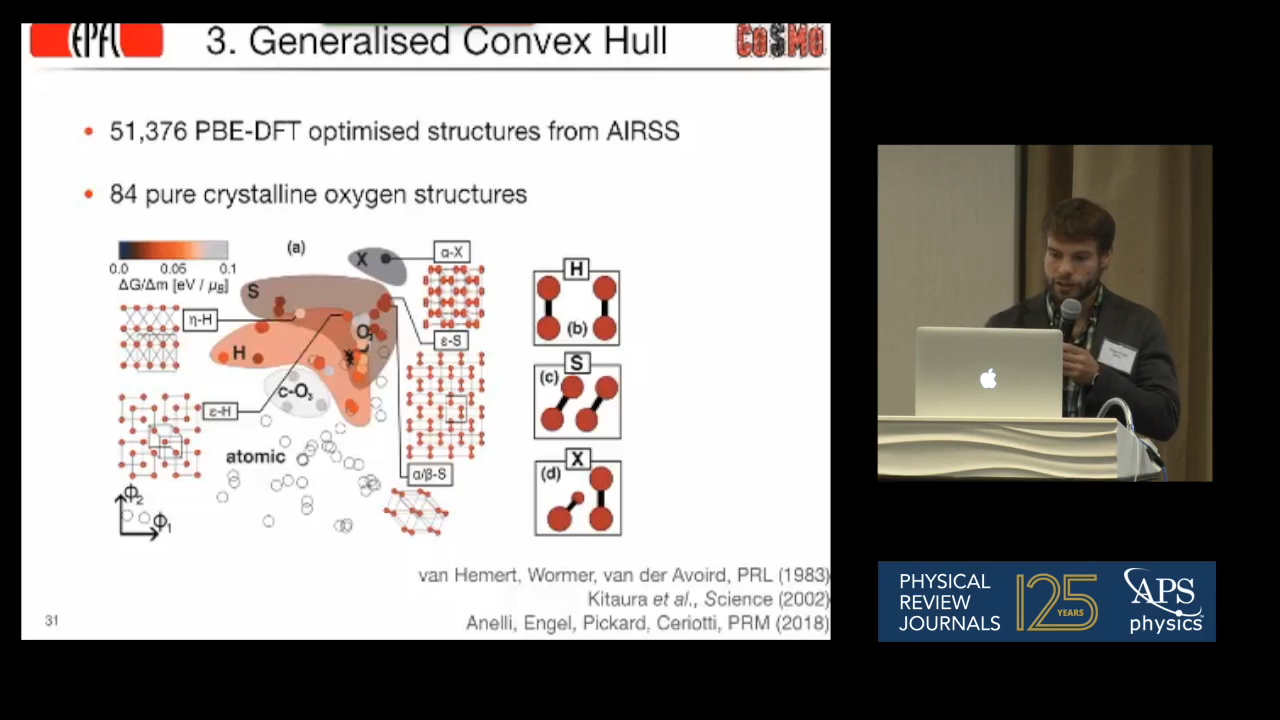 EPFL
3. Generalised Convex Hull
COSMO
• 51,376 PBE-DFT optimised structures from AIRSS
• 84 pure crystalline oxygen structures
0.0 0.05 0.1
ΔG/Δm [eV / μB]
(a)
X
α-X
S
η-H
ε-S
H
c-O3
ε-H
atomic
α/β-S
Φ2
Φ1
H
(b)
S
(c)
X
(d)
van Hemert, Wormer, van der Avoird, PRL (1983)
Kitaura et al., Science (2002)
Anelli, Engel, Pickard, Ceriotti, PRM (2018)
31
PHYSICAL
REVIEW
JOURNALS
125
YEARS
APS
physics